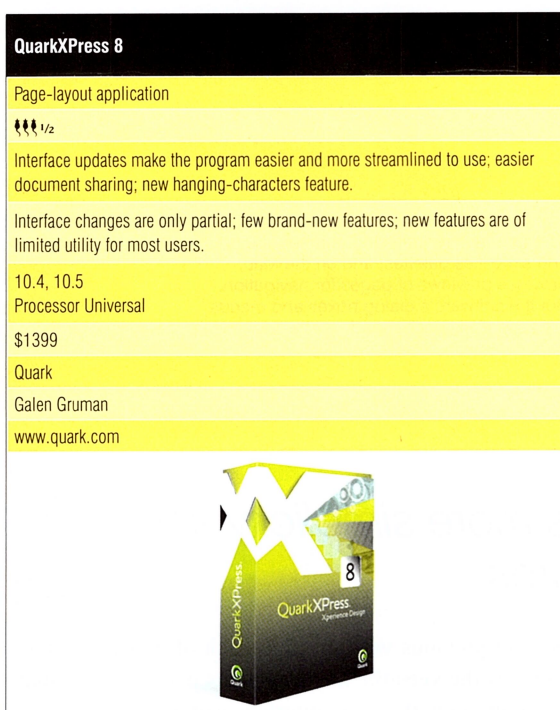 QuarkXPress 8
Page-layout application
1/2
Interface updates make the program easier and more streamlined to use; easier
document sharing; new hanging-characters feature.
Interface changes are only partial; few brand-new features; new features are of
limited utility for most users.
10.4, 10.5
Processor Universal
$1399
Quark
Galen Gruman
www.quark.com
8
QuarkXPress.
QuarkXPress.
Xperience Design
Quark
Quark